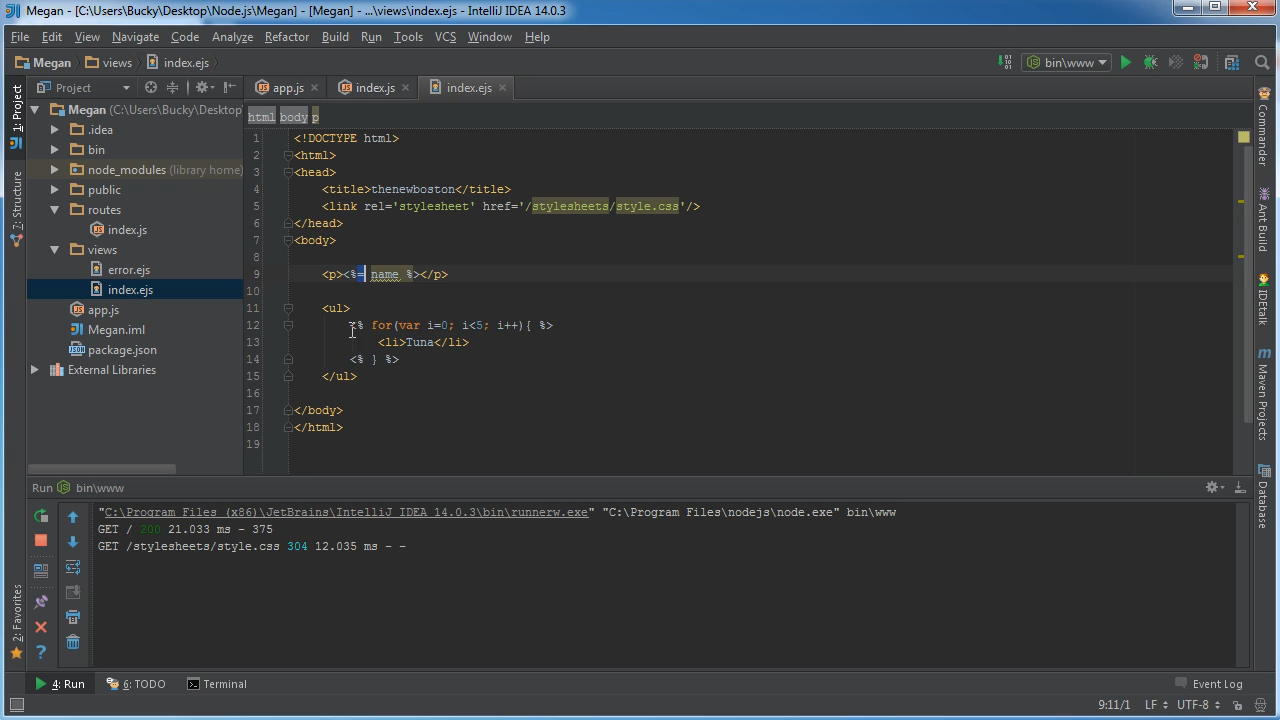 Megan - [C:\Users\Bucky\Desktop\Node.js\Megan] - [Megan] - ...\views\index.ejs - IntelliJ IDEA 14.0.3
File Edit View Navigate Code Analyze Refactor Build Run Tools VCS Window Help
Megan views index.ejs bin\www
1: Project
7: Structure
2: Favorites
Project
Megan (C:\Users\Bucky\Desktop
.idea
bin
node_modules (library home)
public
routes
index.js
views
error.ejs
index.ejs
app.js
Megan.iml
package.json
External Libraries
app.js index.js index.ejs
html body p
1 <!DOCTYPE html>
2 <html>
3 <head>
4 <title>thenewboston</title>
5 <link rel='stylesheet' href='/stylesheets/style.css'/>
6 </head>
7 <body>
8
9 <p><%= name %></p>
10
11 <ul>
12 <% for(var i=0; i<5; i++){ %>
13 <li>Tuna</li>
14 <% } %>
15 </ul>
16
17 </body>
18 </html>
19
Commander
Ant Build
IDEtalk
Maven Projects
Database
Run bin\www
"C:\Program Files (x86)\JetBrains\IntelliJ IDEA 14.0.3\bin\runnerw.exe" "C:\Program Files\nodejs\node.exe" bin\www
GET / 200 21.033 ms - 375
GET /stylesheets/style.css 304 12.035 ms - -
4: Run 6: TODO Terminal Event Log
9:11/1 LF UTF-8